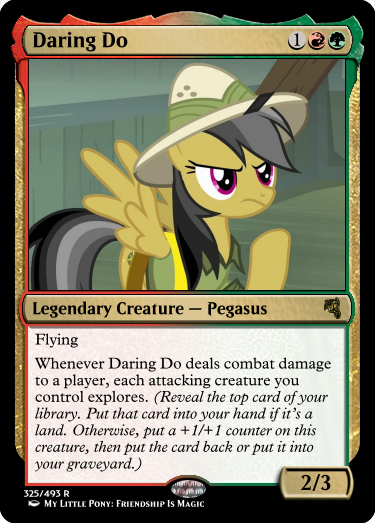 Daring Do 1
Legendary Creature — Pegasus
Flying
Whenever Daring Do deals combat damage
to a player, each attacking creature you
control explores. (Reveal the top card of your
library. Put that card into your hand if it's a
land. Otherwise, put a +1/+1 counter on this
creature, then put the card back or put it into
your graveyard.)
2/3
325/493 R
My Little Pony: Friendship Is Magic